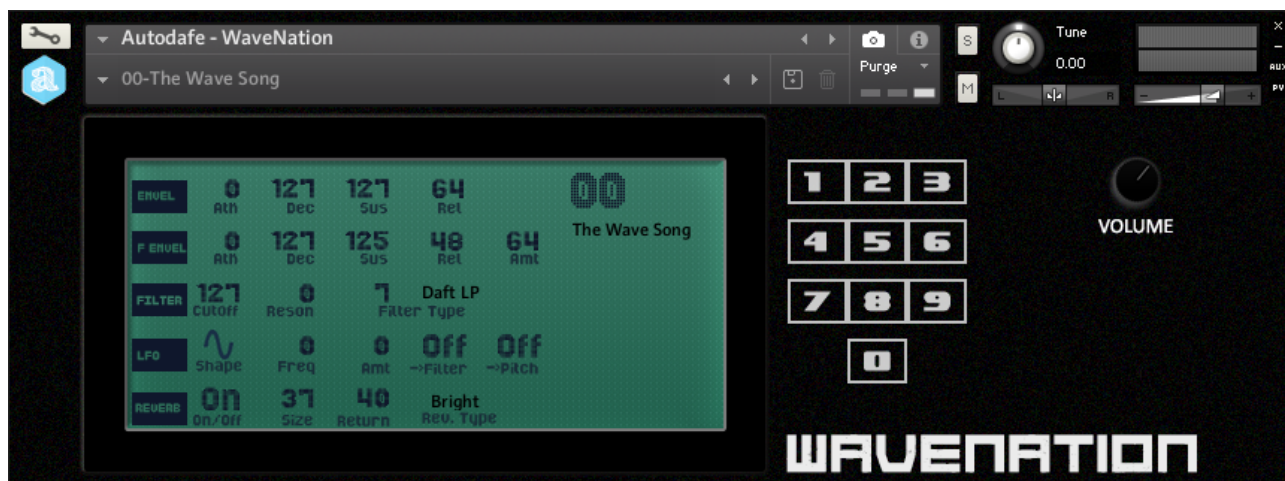 Autodafe - WaveNation
S
Tune
0.00
×
–
AUX
PV
00-The Wave Song
Purge
M
L
R
–
+
ENVEL 0 127 127 64
Atk Dec Sus Rel
00
The Wave Song
F ENVEL 0 127 125 48 64
Atk Dec Sus Rel Amt
FILTER 127 0 7 Daft LP
Cutoff Reson Filter Type
LFO 0 0 Off Off
Shape Freq Amt ->Filter ->Pitch
REVERB On 37 40 Bright
On/Off Size Return Rev. Type
1 2 3
4 5 6
7 8 9
0
VOLUME
WAVENATION